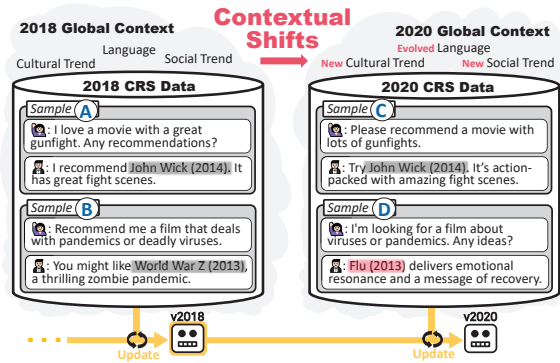 2018 Global Context
Contextual
Shifts
2020 Global Context
Language
Cultural Trend
Social Trend
Evolved Language
New Cultural Trend
New Social Trend
2018 CRS Data
Sample A
: I love a movie with a great
gunfight. Any recommendations?
: I recommend John Wick (2014). It
has great fight scenes.
Sample B
: Recommend me a film that deals
with pandemics or deadly viruses.
: You might like World War Z (2013),
a thrilling zombie pandemic.
2020 CRS Data
Sample C
: Please recommend a movie with
lots of gunfights.
: Try John Wick (2014). It's action-
packed with amazing fight scenes.
Sample D
: I'm looking for a film about
viruses or pandemics. Any ideas?
: Flu (2013) delivers emotional
resonance and a message of recovery.
v2018
Update
v2020
Update